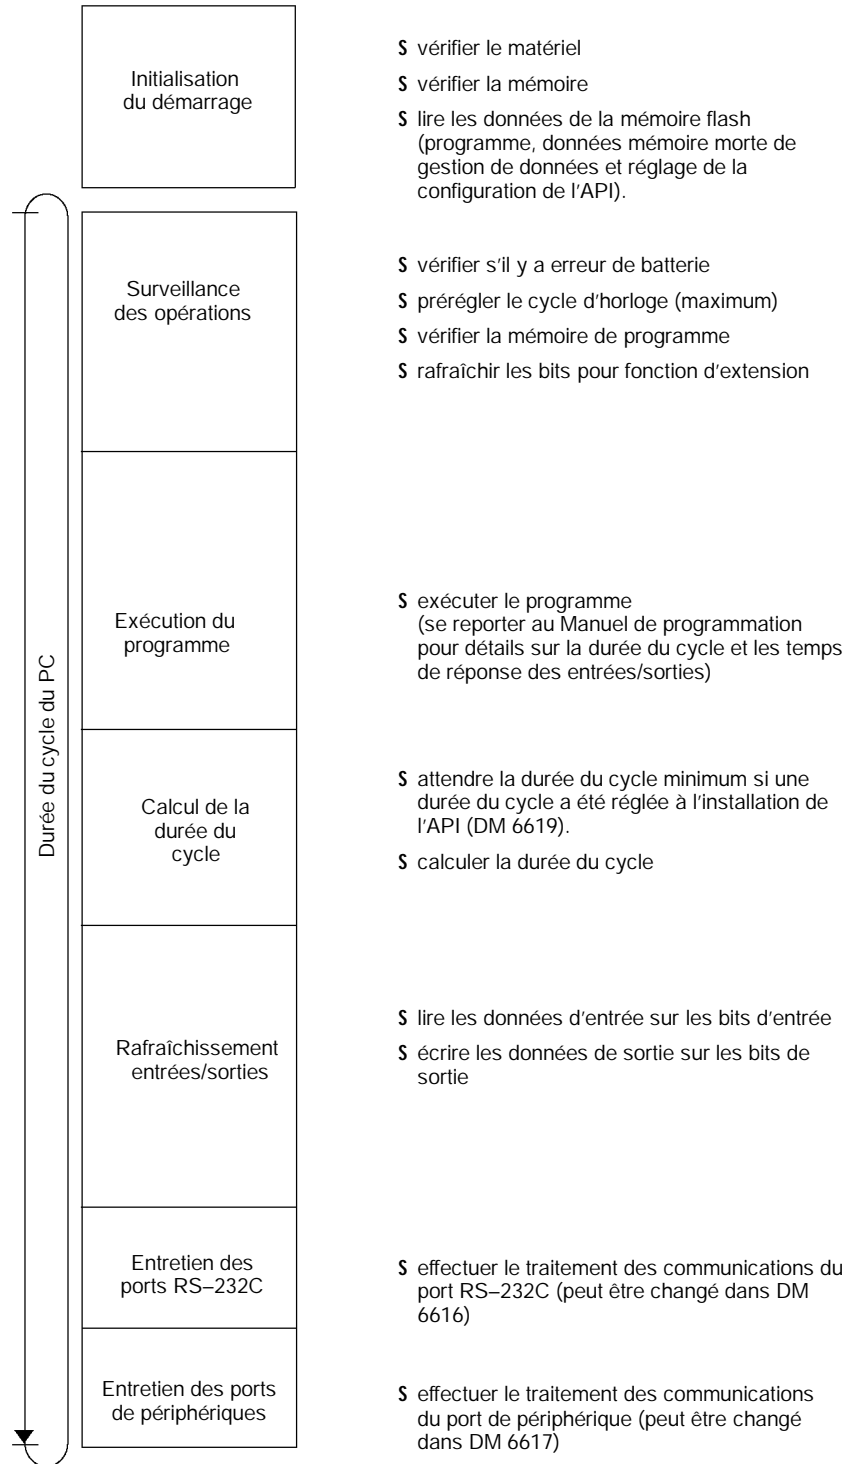 Initialisation
du démarrage
S vérifier le matériel
S vérifier la mémoire
S lire les données de la mémoire flash
(programme, données mémoire morte de
gestion de données et réglage de la
configuration de l'API).
Durée du cycle du PC
Surveillance
des opérations
S vérifier s'il y a erreur de batterie
S prérégler le cycle d'horloge (maximum)
S vérifier la mémoire de programme
S rafraîchir les bits pour fonction d'extension
Exécution du
programme
S exécuter le programme
(se reporter au Manuel de programmation
pour détails sur la durée du cycle et les temps
de réponse des entrées/sorties)
Calcul de la
durée du
cycle
S attendre la durée du cycle minimum si une
durée du cycle a été réglée à l'installation de
l'API (DM 6619).
S calculer la durée du cycle
Rafraîchissement
entrées/sorties
S lire les données d'entrée sur les bits d'entrée
S écrire les données de sortie sur les bits de
sortie
Entretien des
ports RS–232C
S effectuer le traitement des communications du
port RS–232C (peut être changé dans DM
6616)
Entretien des ports
de périphériques
S effectuer le traitement des communications
du port de périphérique (peut être changé
dans DM 6617)